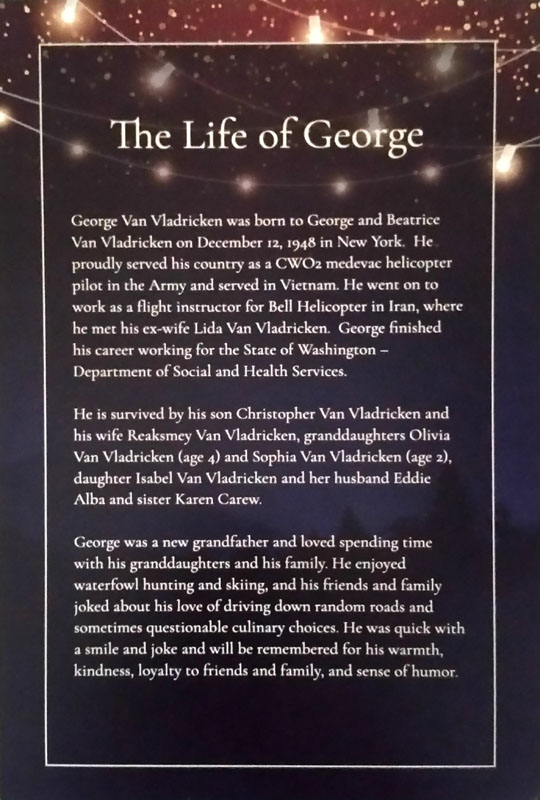 The Life of George
George Van Vladricken was born to George and Beatrice
Van Vladricken on December 12, 1948 in New York. He
proudly served his country as a CWO2 medevac helicopter
pilot in the Army and served in Vietnam. He went on to
work as a flight instructor for Bell Helicopter in Iran, where
he met his ex-wife Lida Van Vladricken. George finished
his career working for the State of Washington –
Department of Social and Health Services.
He is survived by his son Christopher Van Vladricken and
his wife Reaksmey Van Vladricken, granddaughters Olivia
Van Vladricken (age 4) and Sophia Van Vladricken (age 2),
daughter Isabel Van Vladricken and her husband Eddie
Alba and sister Karen Carew.
George was a new grandfather and loved spending time
with his granddaughters and his family. He enjoyed
waterfowl hunting and skiing, and his friends and family
joked about his love of driving down random roads and
sometimes questionable culinary choices. He was quick with
a smile and joke and will be remembered for his warmth,
kindness, loyalty to friends and family, and sense of humor.